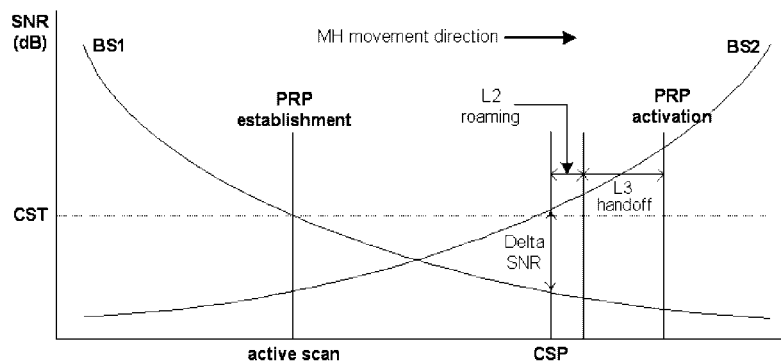 SNR
(dB)
BS1
MH movement direction
BS2
PRP
establishment
L2
roaming
PRP
activation
CST
L3
handoff
Delta
SNR
active scan
CSP